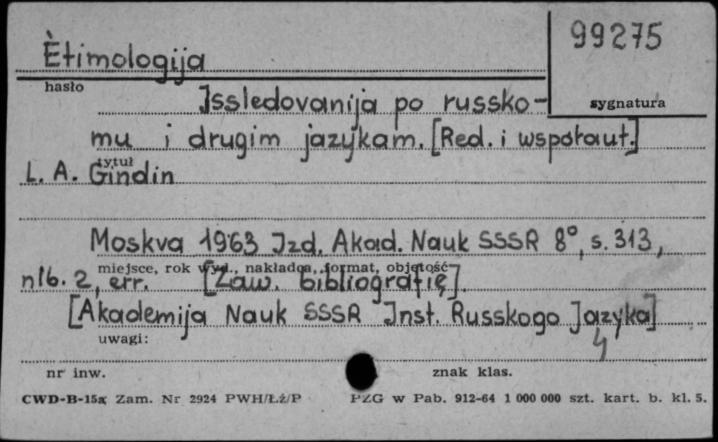 99275
Ètimologija
hasło
sygnatura
Issledovanija po russko-
mu i drugim jazykam. [Red. i współaut.]
tytuł
L. A. Gindin
Moskva 1963 Izd. Akad. Nauk SSSR 8°, s. 313,
miejsce, rok wyd., nakładca, format, objętość
nlb. 2, err. [Zaw. bibliografię].
[Akademija Nauk SSSR Inst. Russkogo Jazyka]
uwagi:
4
nr inw.
znak klas.
CWD-B-15a Zam. Nr 2924 PWH/Łż/P PZG w Pab. 912-64 1 000 000 szt. kart. b. kl. 5.